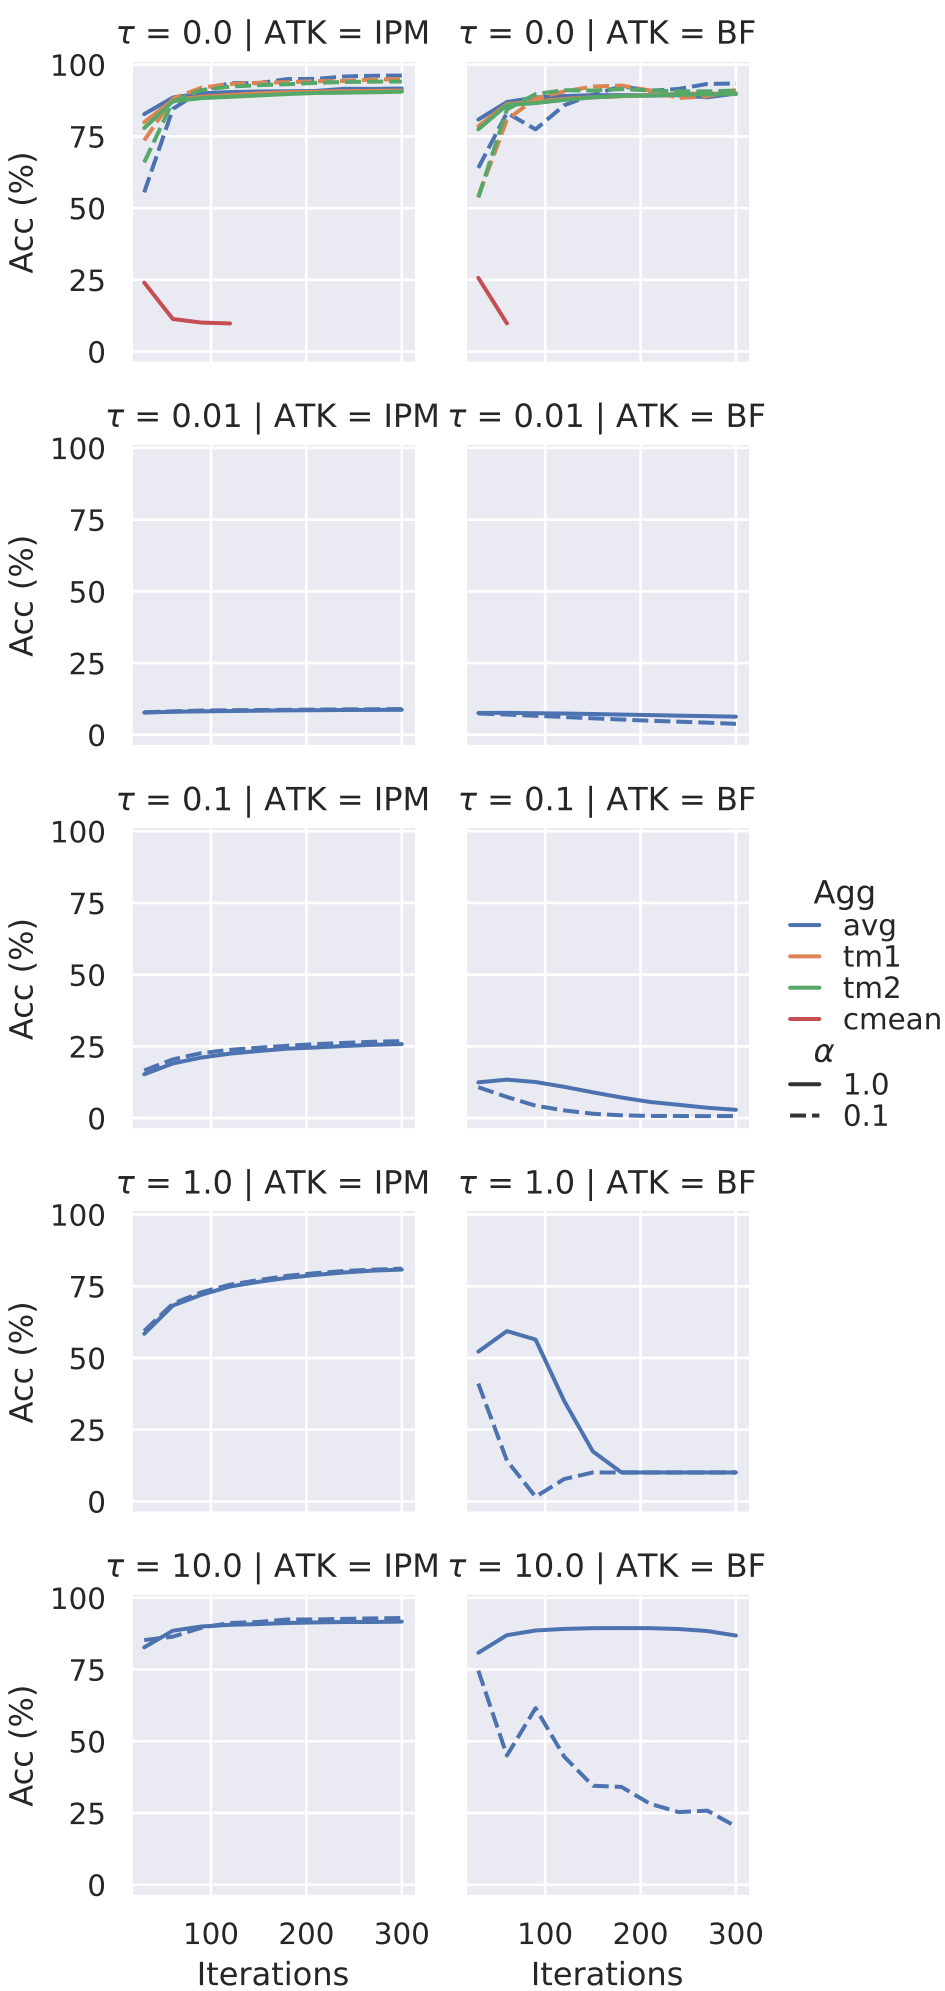 τ = 0.0 | ATK = IPM
τ = 0.0 | ATK = BF
100
75
50
25
0
Acc (%)
τ = 0.01 | ATK = IPM
τ = 0.01 | ATK = BF
100
75
50
25
0
Acc (%)
τ = 0.1 | ATK = IPM
τ = 0.1 | ATK = BF
100
75
50
25
0
Acc (%)
Agg
avg
tm1
tm2
cmean
α
1.0
0.1
τ = 1.0 | ATK = IPM
τ = 1.0 | ATK = BF
100
75
50
25
0
Acc (%)
τ = 10.0 | ATK = IPM
τ = 10.0 | ATK = BF
100
75
50
25
0
Acc (%)
100 200 300
100 200 300
Iterations
Iterations